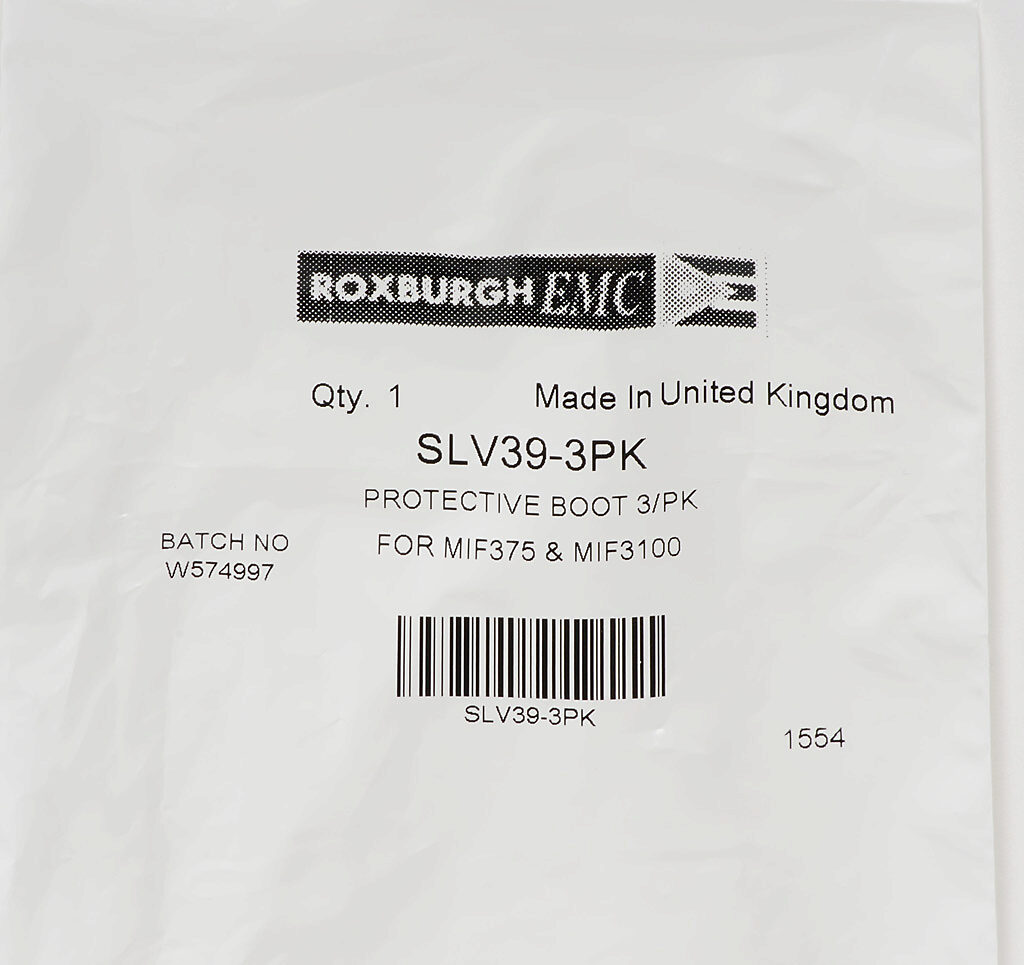 ROXBURGH EMC
Qty. 1 Made In United Kingdom
SLV39-3PK
PROTECTIVE BOOT 3/PK
FOR MIF375 & MIF3100
BATCH NO
W574997
SLV39-3PK
1554